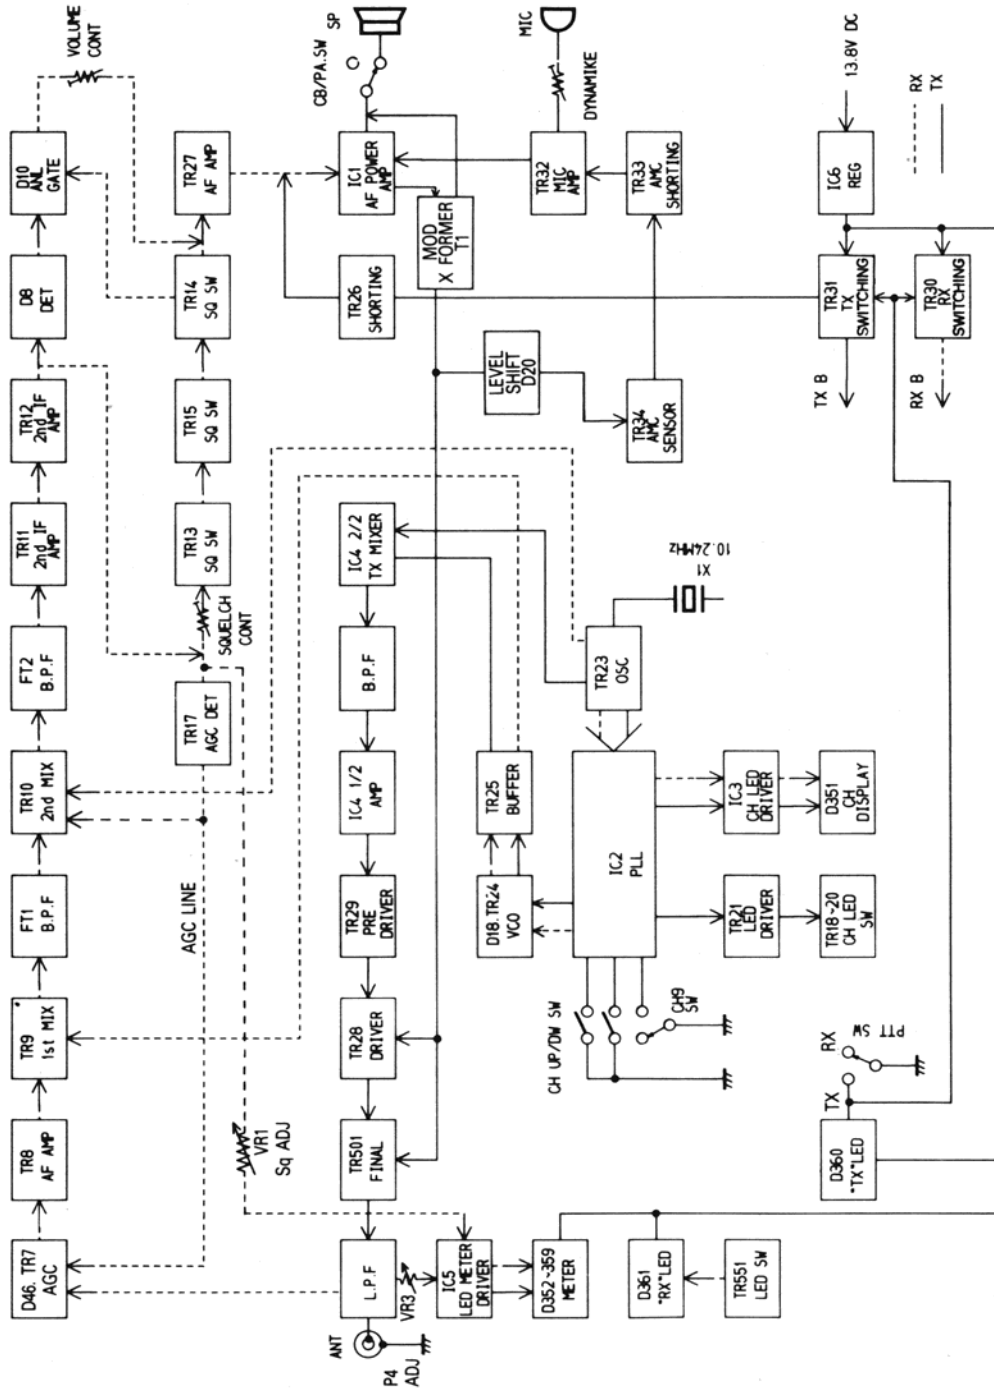 D46. TR7
AGC
TR8
AF AMP
TR9
1st MIX
FT1
B.P.F
TR10
2nd MIX
FT2
B.P.F
TR11
2nd IF
AMP
TR12
2nd IF
AMP
D8
DET
D10
ANL
GATE
VOLUME
CONT
AGC LINE
TR17
AGC DET
SQUELCH
CONT
TR13
SQ SW
TR15
SQ SW
TR14
SQ SW
TR27
AF AMP
VR1
Sq ADJ
ANT
P4
ADJ
L.P.F
VR3
TR501
FINAL
TR28
DRIVER
TR29
PRE
DRIVER
IC4 1/2
AMP
B.P.F
IC4 2/2
TX MIXER
TR26
SHORTING
IC1
AF POWER
AMP
CB/PA.SW
SP
MOD
X FORMER
T1
IC5
LED METER
DRIVER
D352~359
METER
D18.TR24
VCO
TR25
BUFFER
LEVEL
SHIFT
D20
TR32
MIC
AMP
DYNAMIKE
MIC
TR33
AMC
SHORTING
TR34
AMC
SENSOR
TR23
OSC
X1
10.24MHz
IC2
PLL
CH UP/DW SW
CH9
SW
IC3
CH LED
DRIVER
D351
CH
DISPLAY
TR21
LED
DRIVER
TR18~20
CH LED
SW
D361
"RX"LED
TR551
LED SW
D360
"TX"LED
TX
RX
PTT SW
TX B
RX B
TR31
TX
SWITCHING
TR30
RX
SWITCHING
IC6
REG
13.8V DC
RX
TX